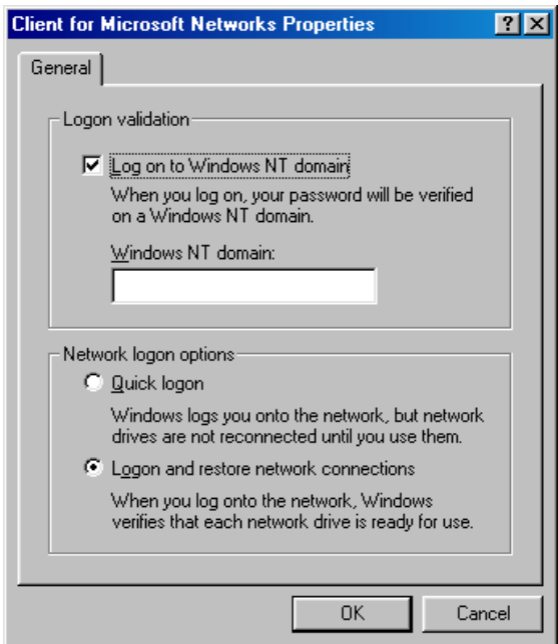 Client for Microsoft Networks Properties
General
Logon validation
Log on to Windows NT domain
When you log on, your password will be verified
on a Windows NT domain.
Windows NT domain:
Network logon options
Quick logon
Windows logs you onto the network, but network
drives are not reconnected until you use them.
Logon and restore network connections
When you log onto the network, Windows
verifies that each network drive is ready for use.
OK Cancel